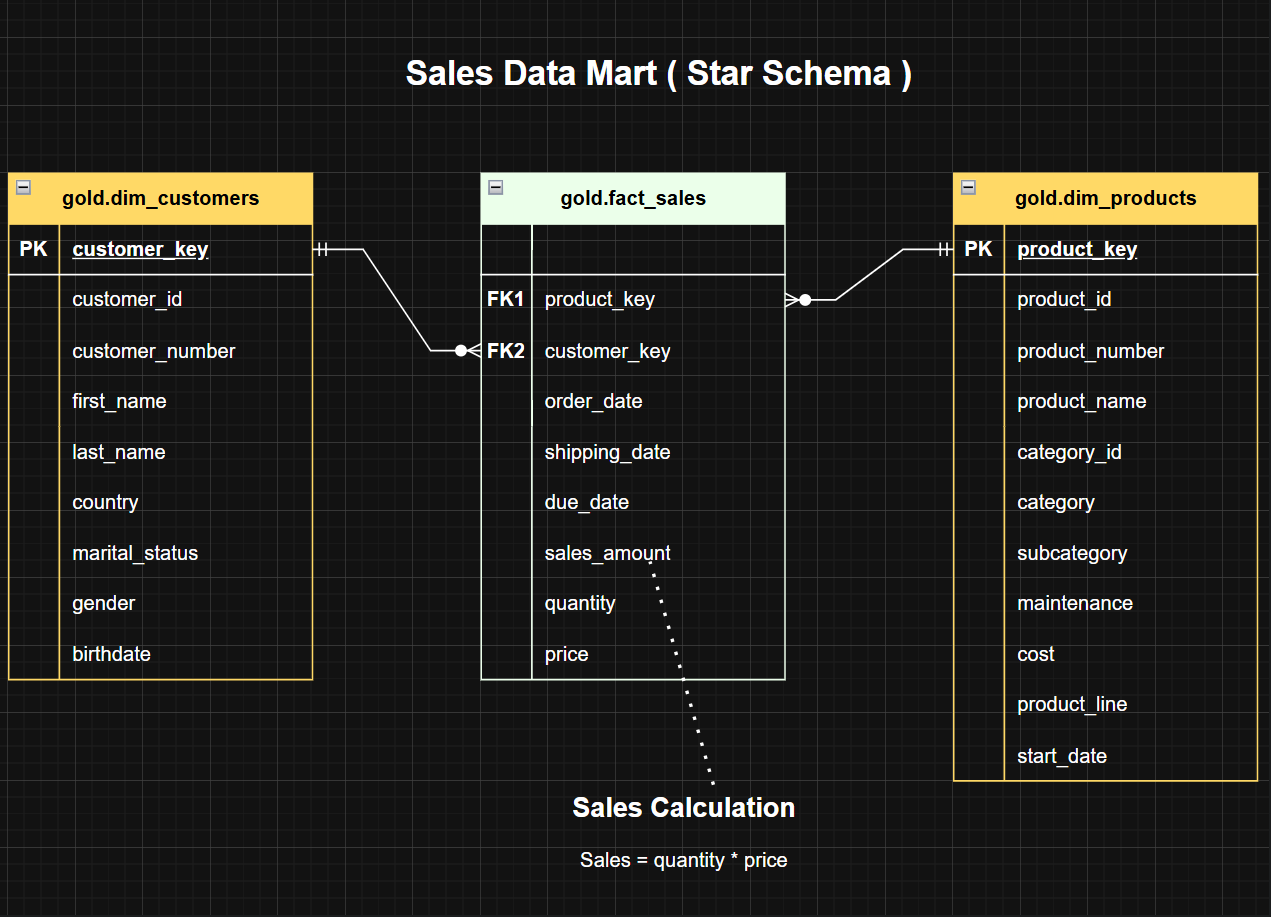 Sales Data Mart ( Star Schema )
gold.dim_customers
PK customer_key
customer_id
customer_number
first_name
last_name
country
marital_status
gender
birthdate
gold.fact_sales
FK1 product_key
FK2 customer_key
order_date
shipping_date
due_date
sales_amount
quantity
price
gold.dim_products
PK product_key
product_id
product_number
product_name
category_id
category
subcategory
maintenance
cost
product_line
start_date
Sales Calculation
Sales = quantity * price